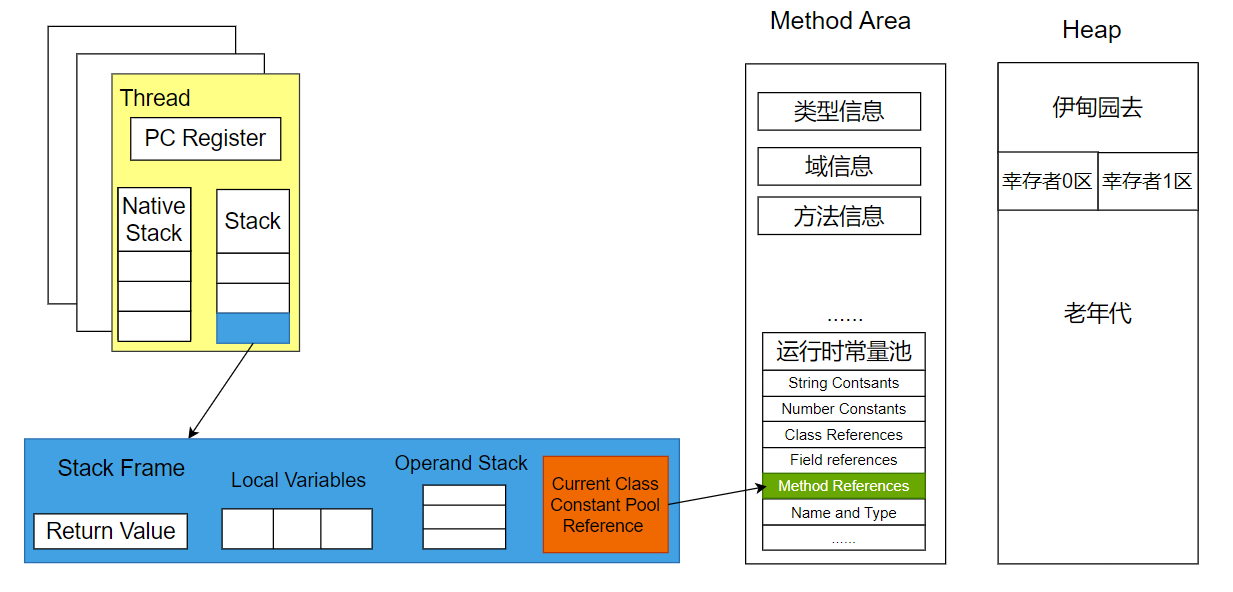 Thread
PC Register
Native
Stack
Stack
Stack Frame
Return Value
Local Variables
Operand Stack
Current Class
Constant Pool
Reference
Method Area
类型信息
域信息
方法信息
......
运行时常量池
String Contsants
Number Constants
Class References
Field references
Method References
Name and Type
......
Heap
伊甸园去
幸存者0区
幸存者1区
老年代